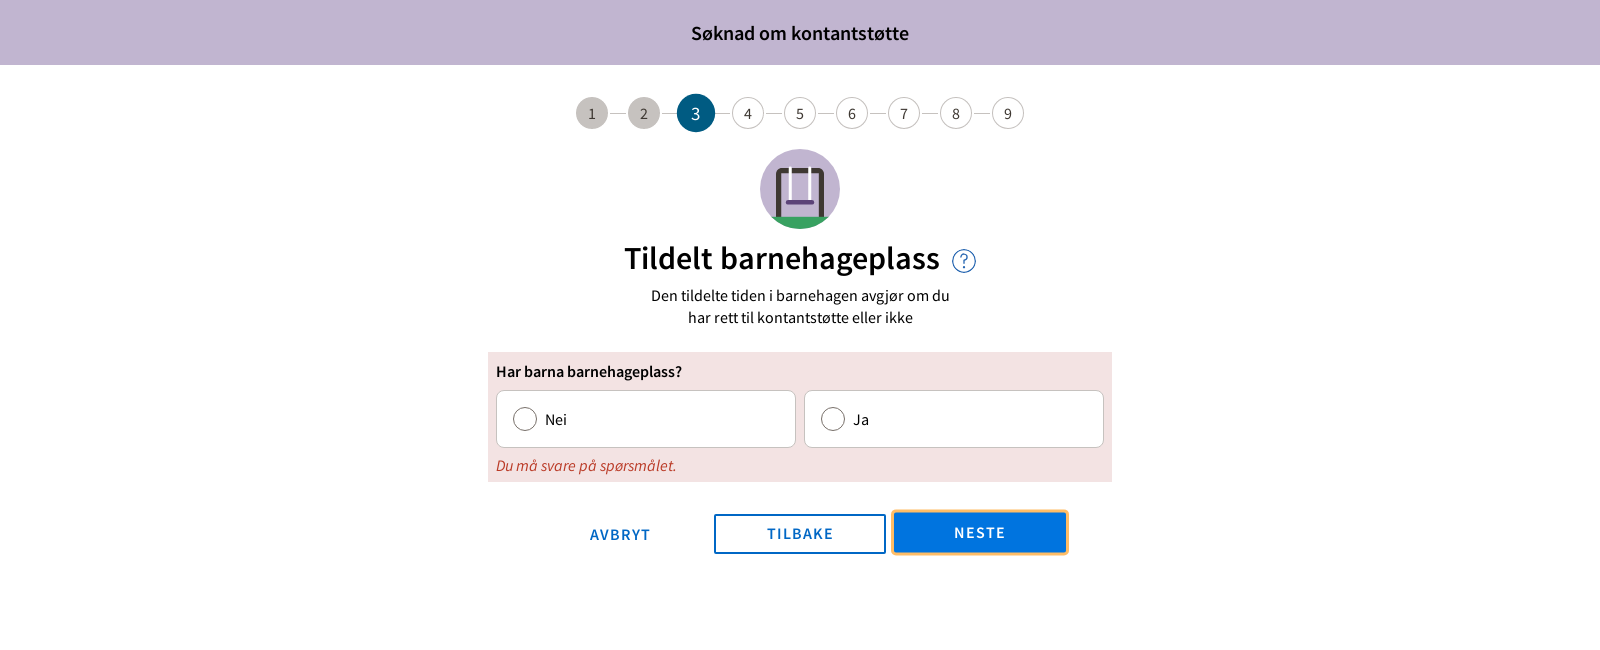 Søknad om kontantstøtte
1 2 3 4 5 6 7 8 9
Tildelt barnehageplass ?
Den tildelte tiden i barnehagen avgjør om du
har rett til kontantstøtte eller ikke
Har barna barnehageplass?
Nei Ja
Du må svare på spørsmålet.
AVBRYT TILBAKE NESTE